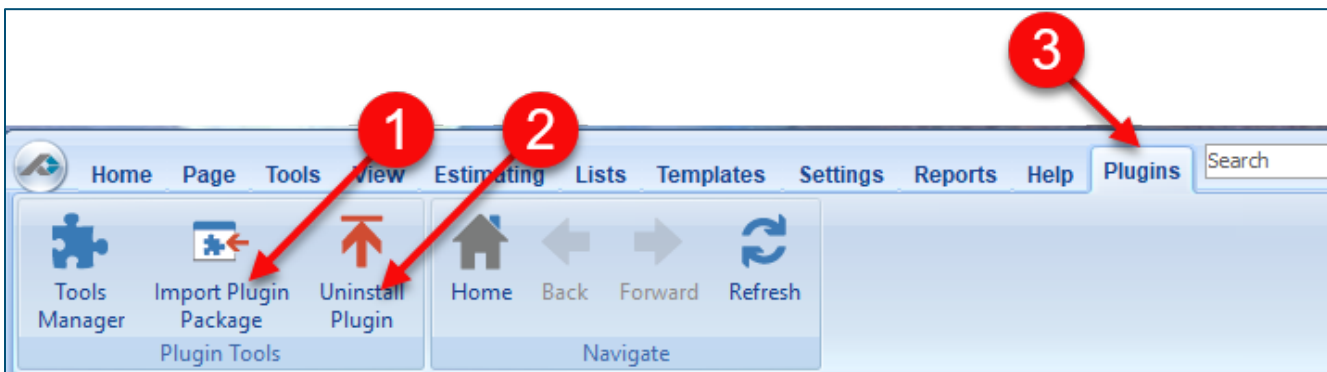 3
1 2
Home Page Tools View Estimating Lists Templates Settings Reports Help Plugins Search
Tools Import Plugin Uninstall Home Back Forward Refresh
Manager Package Plugin
Plugin Tools Navigate